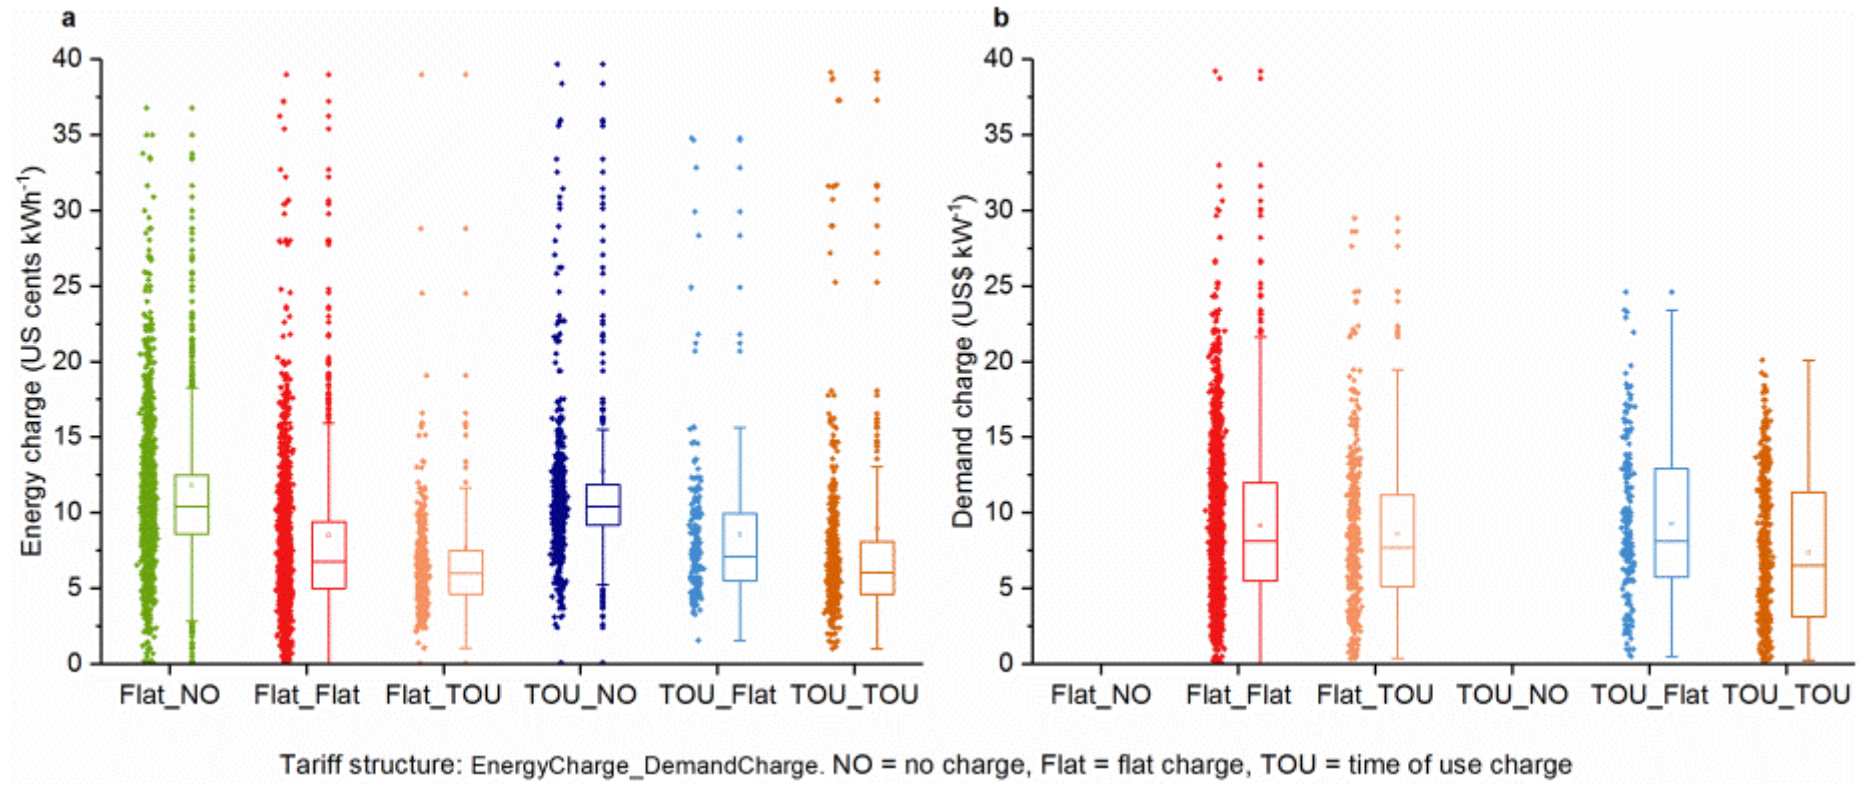 a
b
Energy charge (US cents kWh⁻¹)
40
35
30
25
20
15
10
5
0
Flat_NO Flat_Flat Flat_TOU TOU_NO TOU_Flat TOU_TOU
Demand charge (US$ kW⁻¹)
40
35
30
25
20
15
10
5
0
Flat_NO Flat_Flat Flat_TOU TOU_NO TOU_Flat TOU_TOU
Tariff structure: EnergyCharge_DemandCharge. NO = no charge, Flat = flat charge, TOU = time of use charge